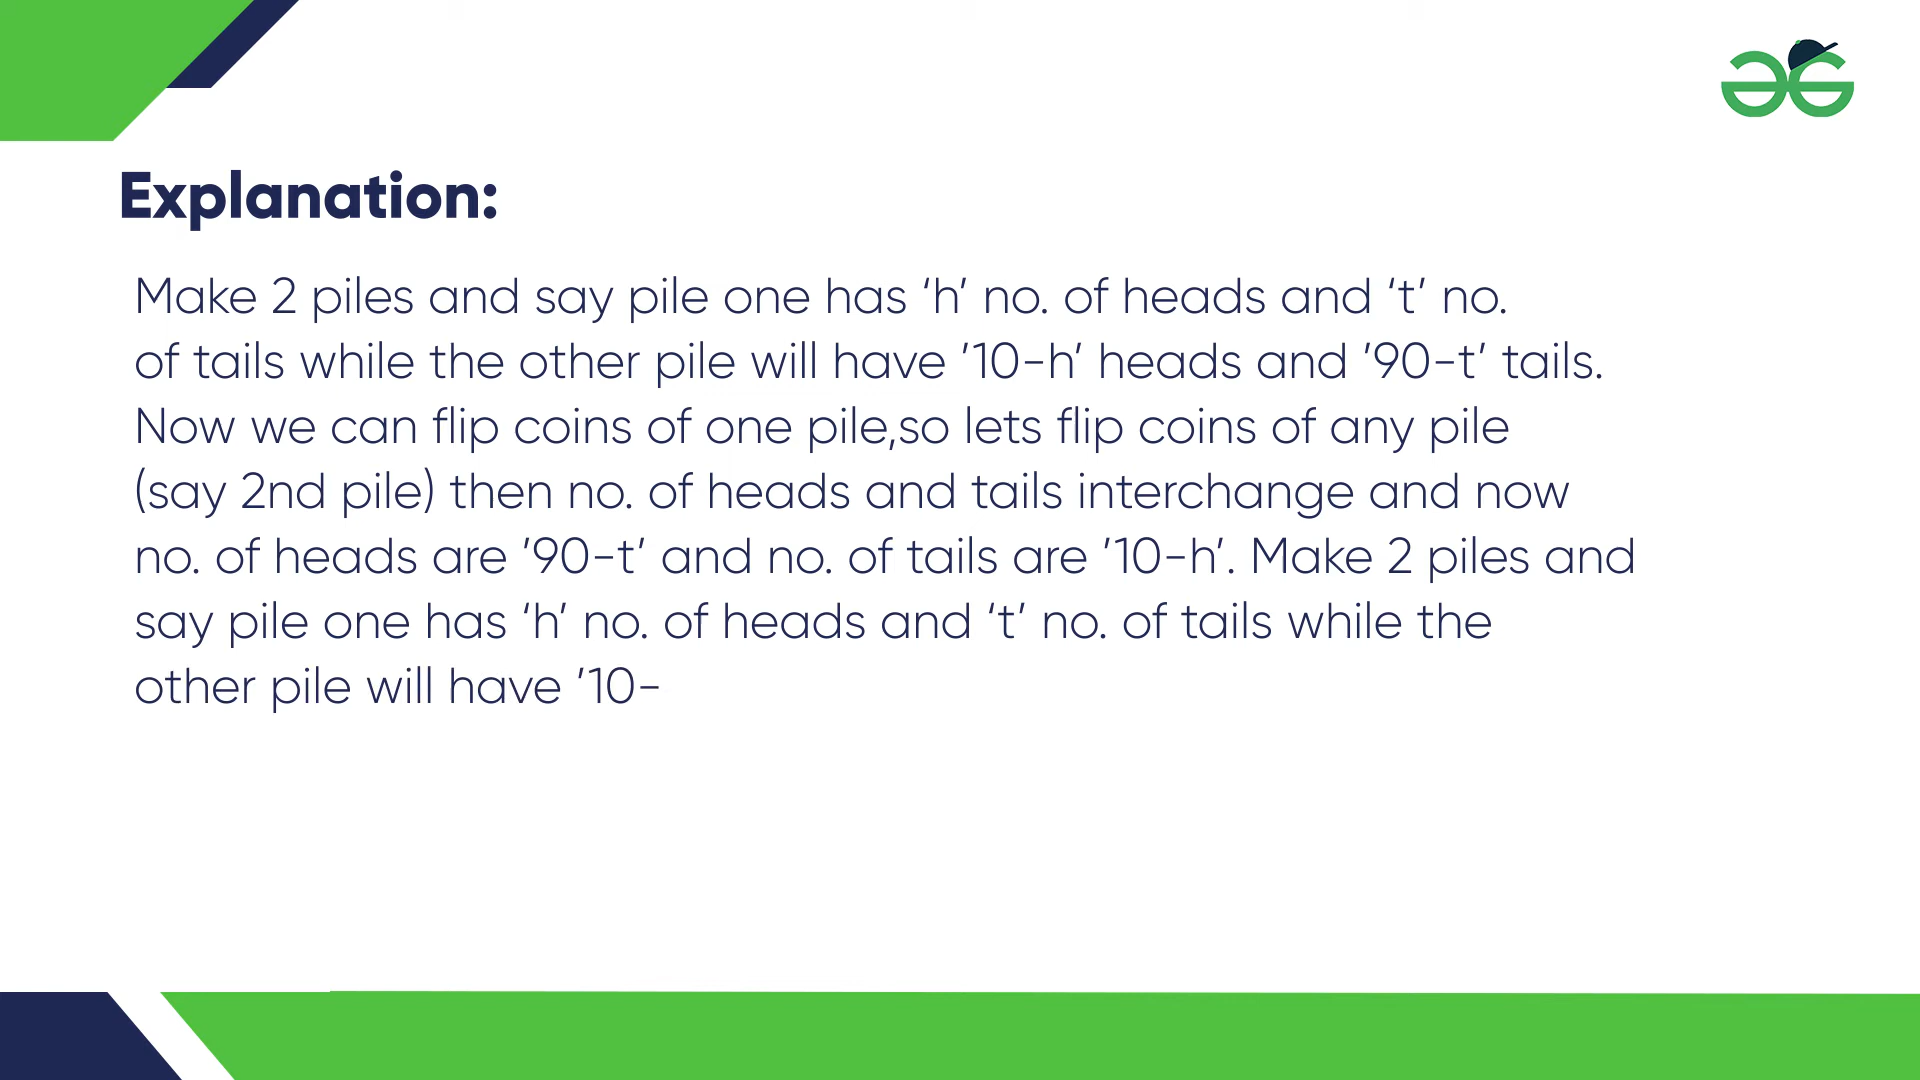 Explanation:
Make 2 piles and say pile one has ‘h’ no. of heads and ‘t’ no.
of tails while the other pile will have ’10-h’ heads and ’90-t’ tails.
Now we can flip coins of one pile,so lets flip coins of any pile
(say 2nd pile) then no. of heads and tails interchange and now
no. of heads are ’90-t’ and no. of tails are ’10-h’. Make 2 piles and
say pile one has ‘h’ no. of heads and ‘t’ no. of tails while the
other pile will have ’10-